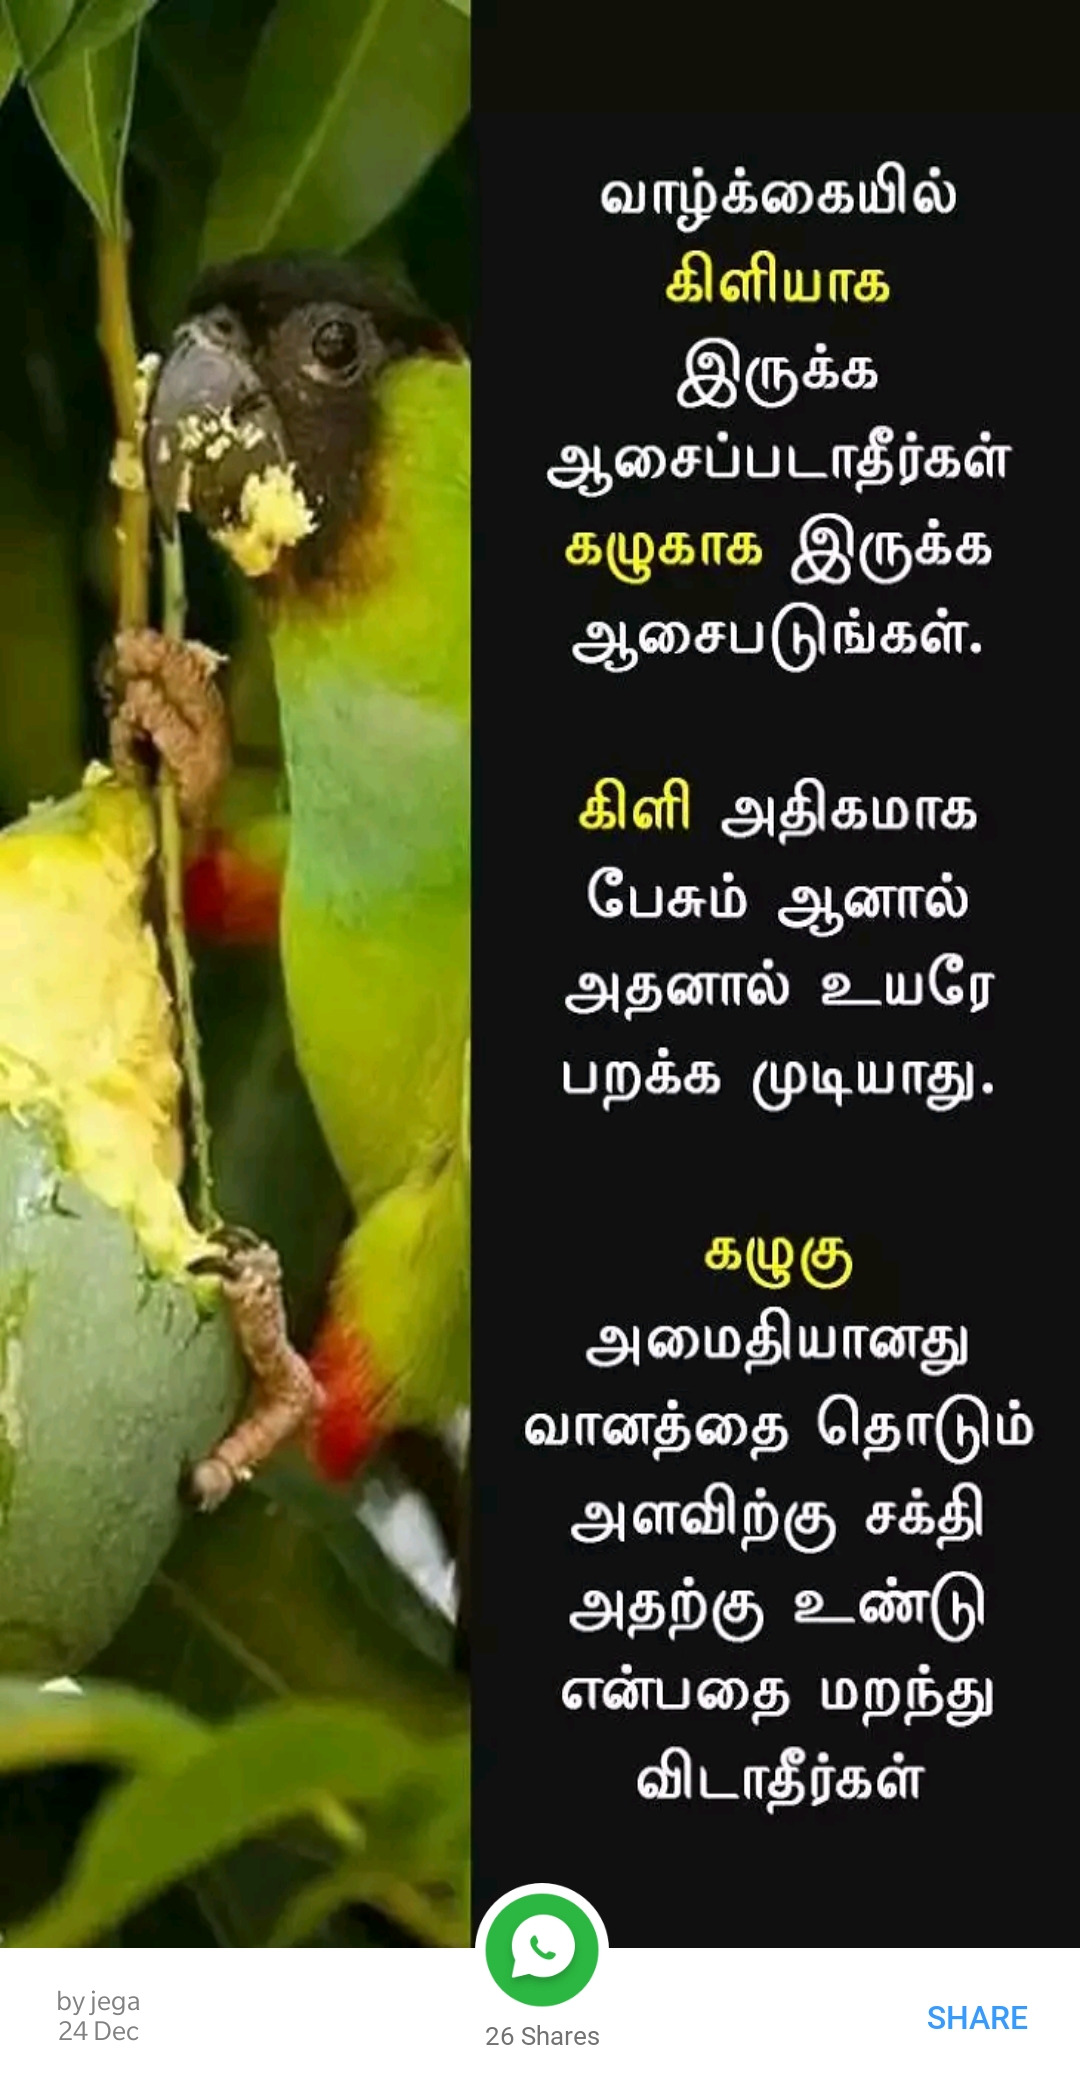 வாழ்க்கையில்
கிளியாக
இருக்க
ஆசைப்படாதீர்கள்
கழுகாக இருக்க
ஆசைபடுங்கள்.
கிளி அதிகமாக
பேசும் ஆனால்
அதனால் உயரே
பறக்க முடியாது.
கழுகு
அமைதியானது
வானத்தை தொடும்
அளவிற்கு சக்தி
அதற்கு உண்டு
என்பதை மறந்து
விடாதீர்கள்
by jega
24 Dec
26 Shares
SHARE